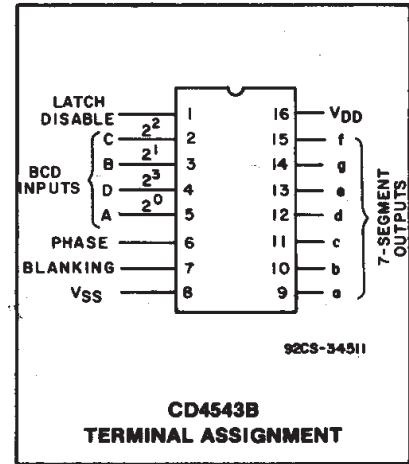 LATCH
DISABLE 1 16 VDD
C 2² 2 15 f
B 2¹ 3 14 g
BCD
INPUTS
D 2³ 4 13 e
A 2⁰ 5 12 d
7-SEGMENT
OUTPUTS
PHASE 6 11 c
BLANKING 7 10 b
VSS 8 9 a
92CS-34511
CD4543B
TERMINAL ASSIGNMENT